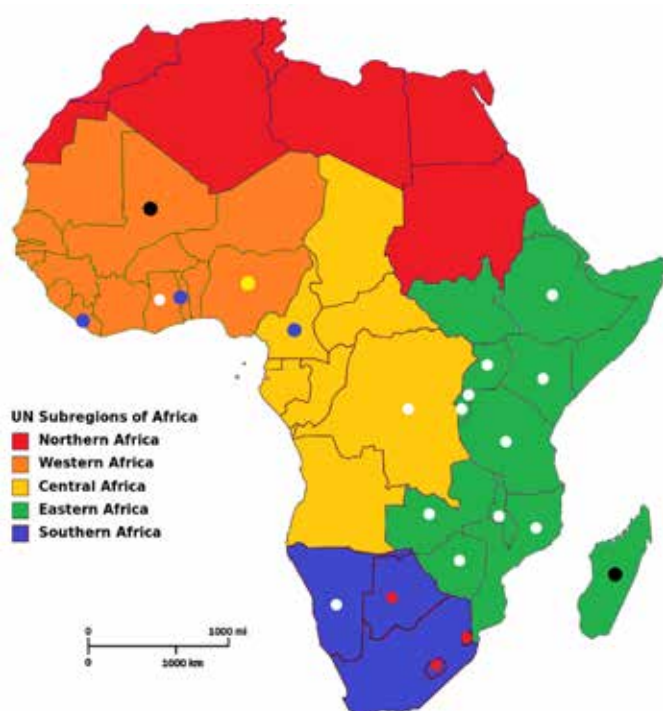 UN Subregions of Africa
Northern Africa
Western Africa
Central Africa
Eastern Africa
Southern Africa
0 1000 mi
0 1000 km